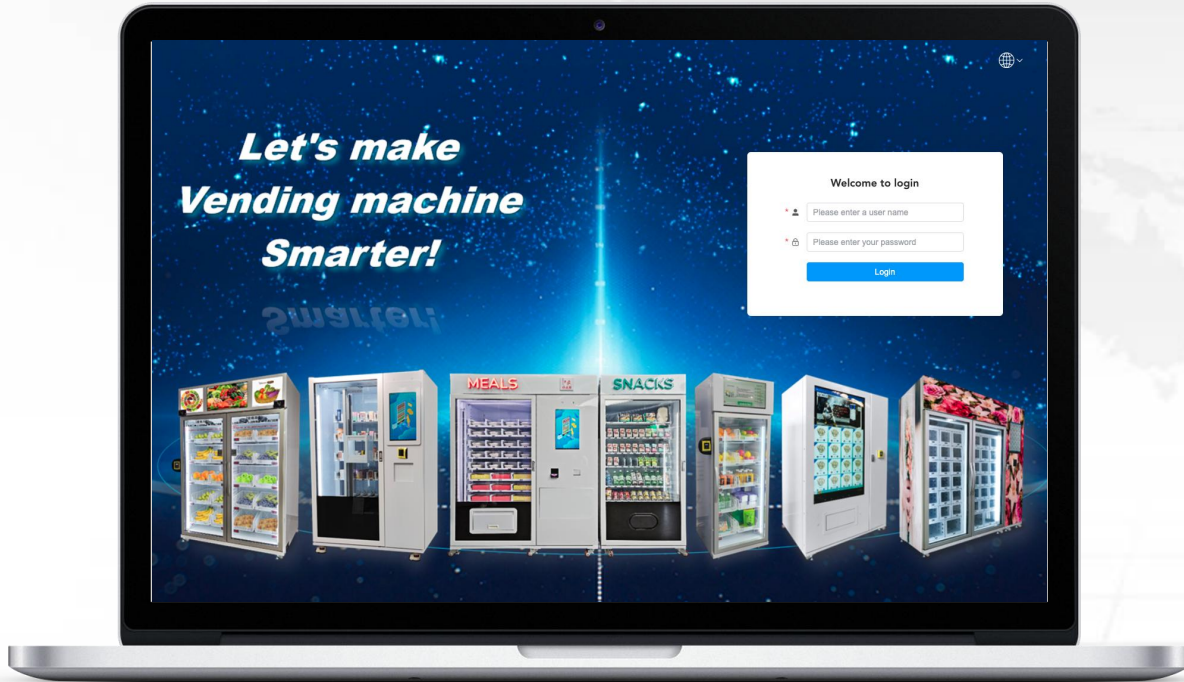 Let's make
Vending machine
Smarter!
Welcome to login
* Please enter a user name
* Please enter your password
Login
MEALS
SNACKS